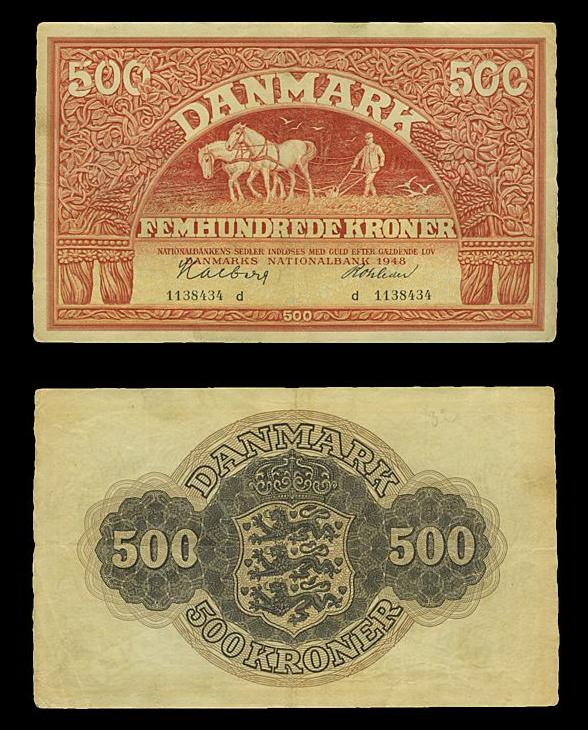 500 500
DANMARK
FEMHUNDREDE KRONER
NATIONALBANKENS SEDLER INDLØSES MED GULD EFTER GÆLDENDE LOV
DANMARKS NATIONALBANK 1948
Halberg
1138434 d d 1138434
500
DANMARK
500 500
500 KRONER